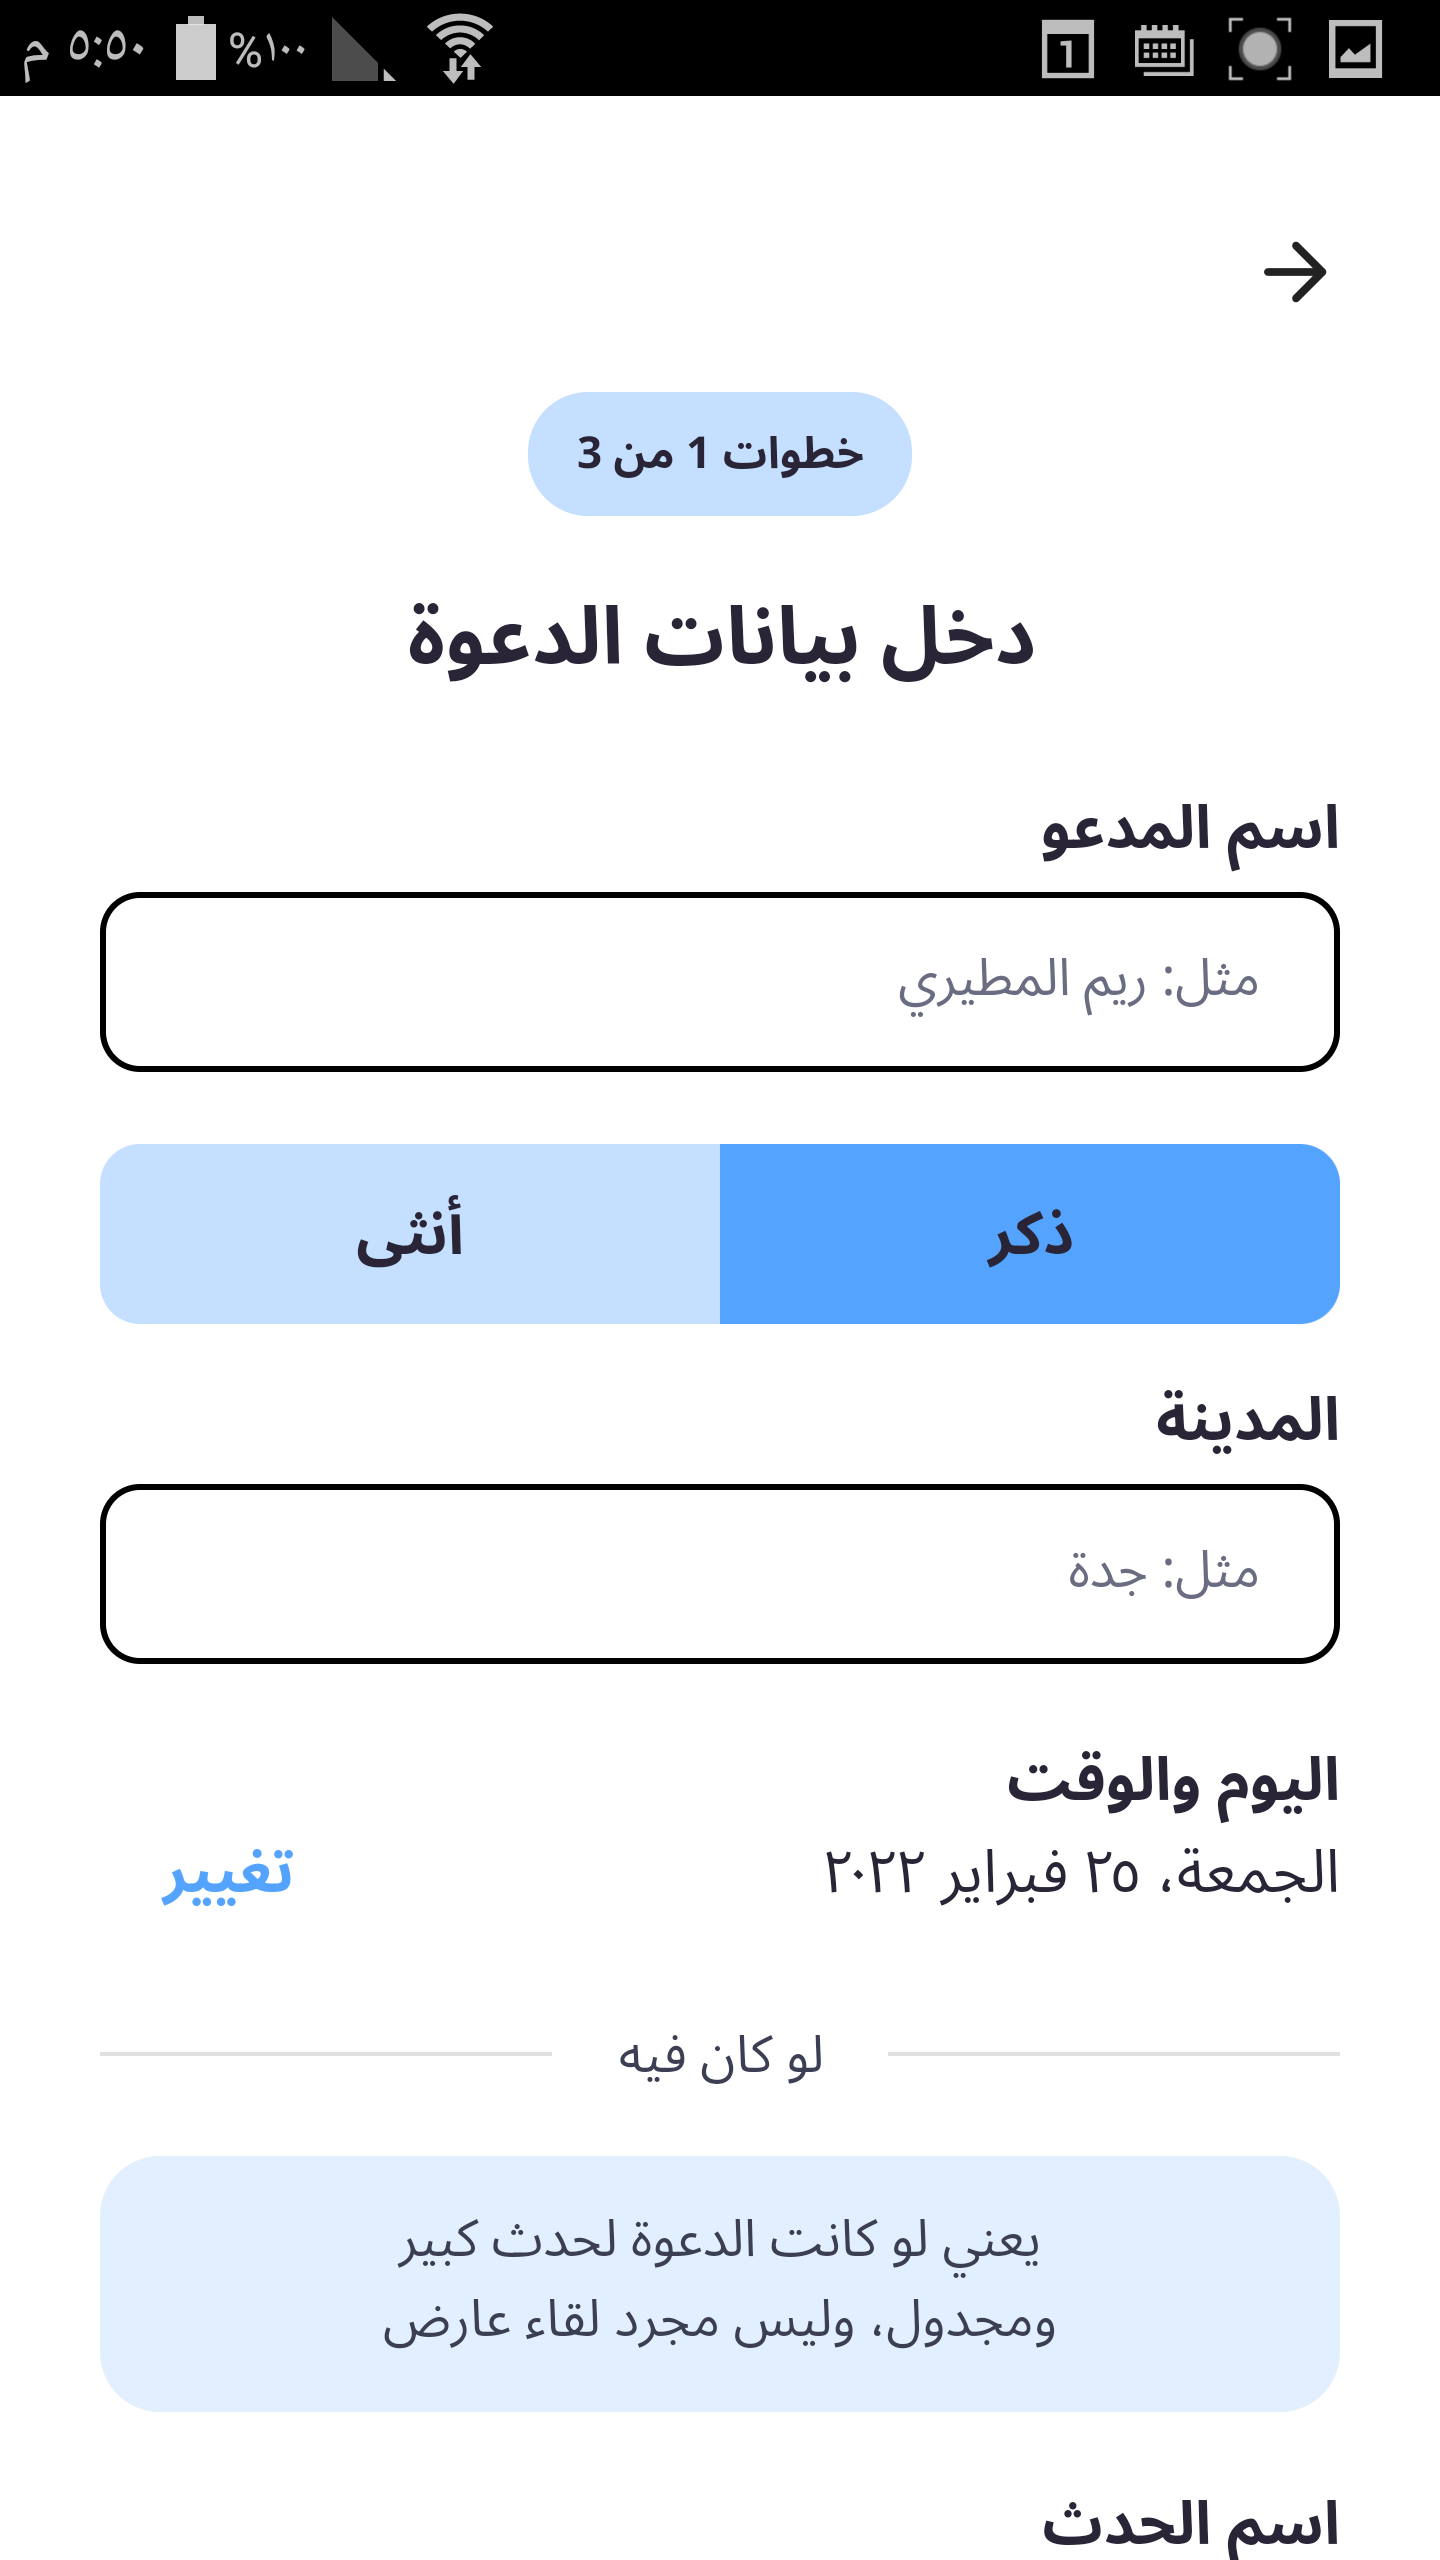 ٥:٥٠ م
١٠٠%
خطوات 1 من 3
دخل بيانات الدعوة
اسم المدعو
مثل: ريم المطيري
ذكر
أنثى
المدينة
مثل: جدة
اليوم والوقت
الجمعة، ٢٥ فبراير ٢٠٢٢
تغيير
لو كان فيه
يعني لو كانت الدعوة لحدث كبير
ومجدول، وليس مجرد لقاء عارض
اسم الحدث